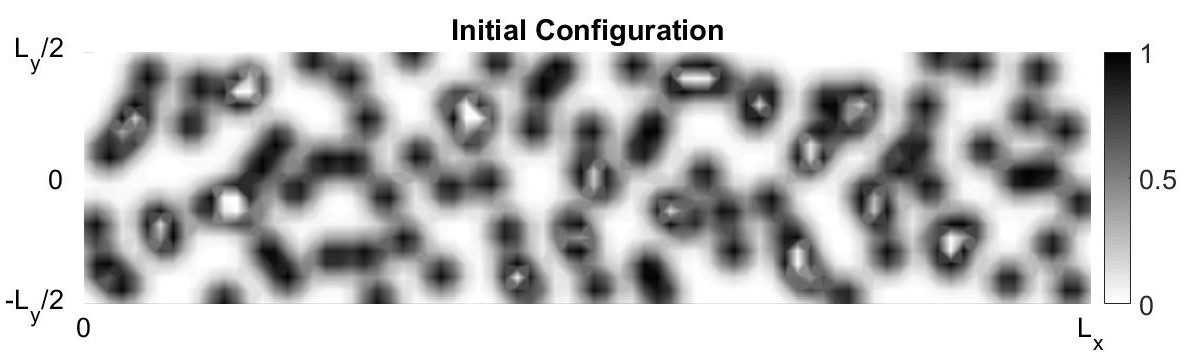 Initial Configuration
L_y/2
0
-L_y/2
0
L_x
1
0.5
0